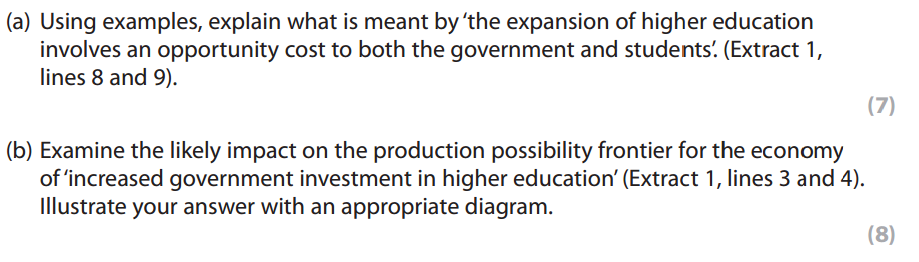 (a) Using examples, explain what is meant by ‘the expansion of higher education
involves an opportunity cost to both the government and students’. (Extract 1,
lines 8 and 9).
(7)
(b) Examine the likely impact on the production possibility frontier for the economy
of ‘increased government investment in higher education’ (Extract 1, lines 3 and 4).
Illustrate your answer with an appropriate diagram.
(8)